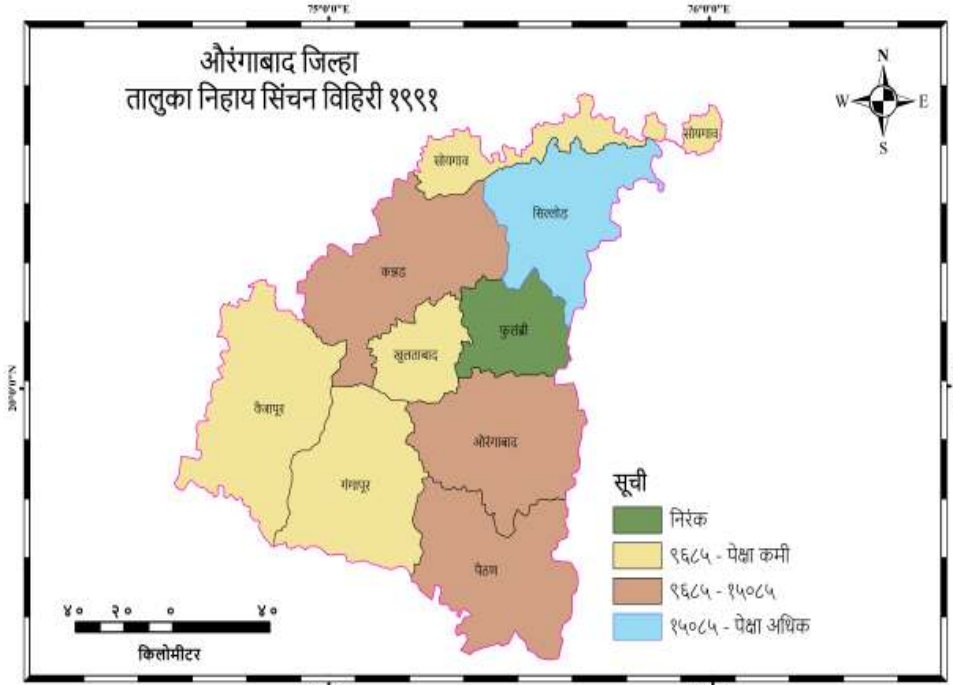 75°0'0"E
76°0'0"E
औरंगाबाद जिल्हा
तालुका निहाय सिंचन विहिरी १९९१
N
W
E
S
सोयगाव
सोयगाव
सिल्लोड
कन्नड
फुलंब्री
खुलताबाद
20°0'0"N
वैजापूर
औरंगाबाद
गंगापूर
पैठण
सूची
निरंक
९६८५ - पेक्षा कमी
९६८५ - १५०८५
१५०८५ - पेक्षा अधिक
४० २० ० ४०
किलोमीटर